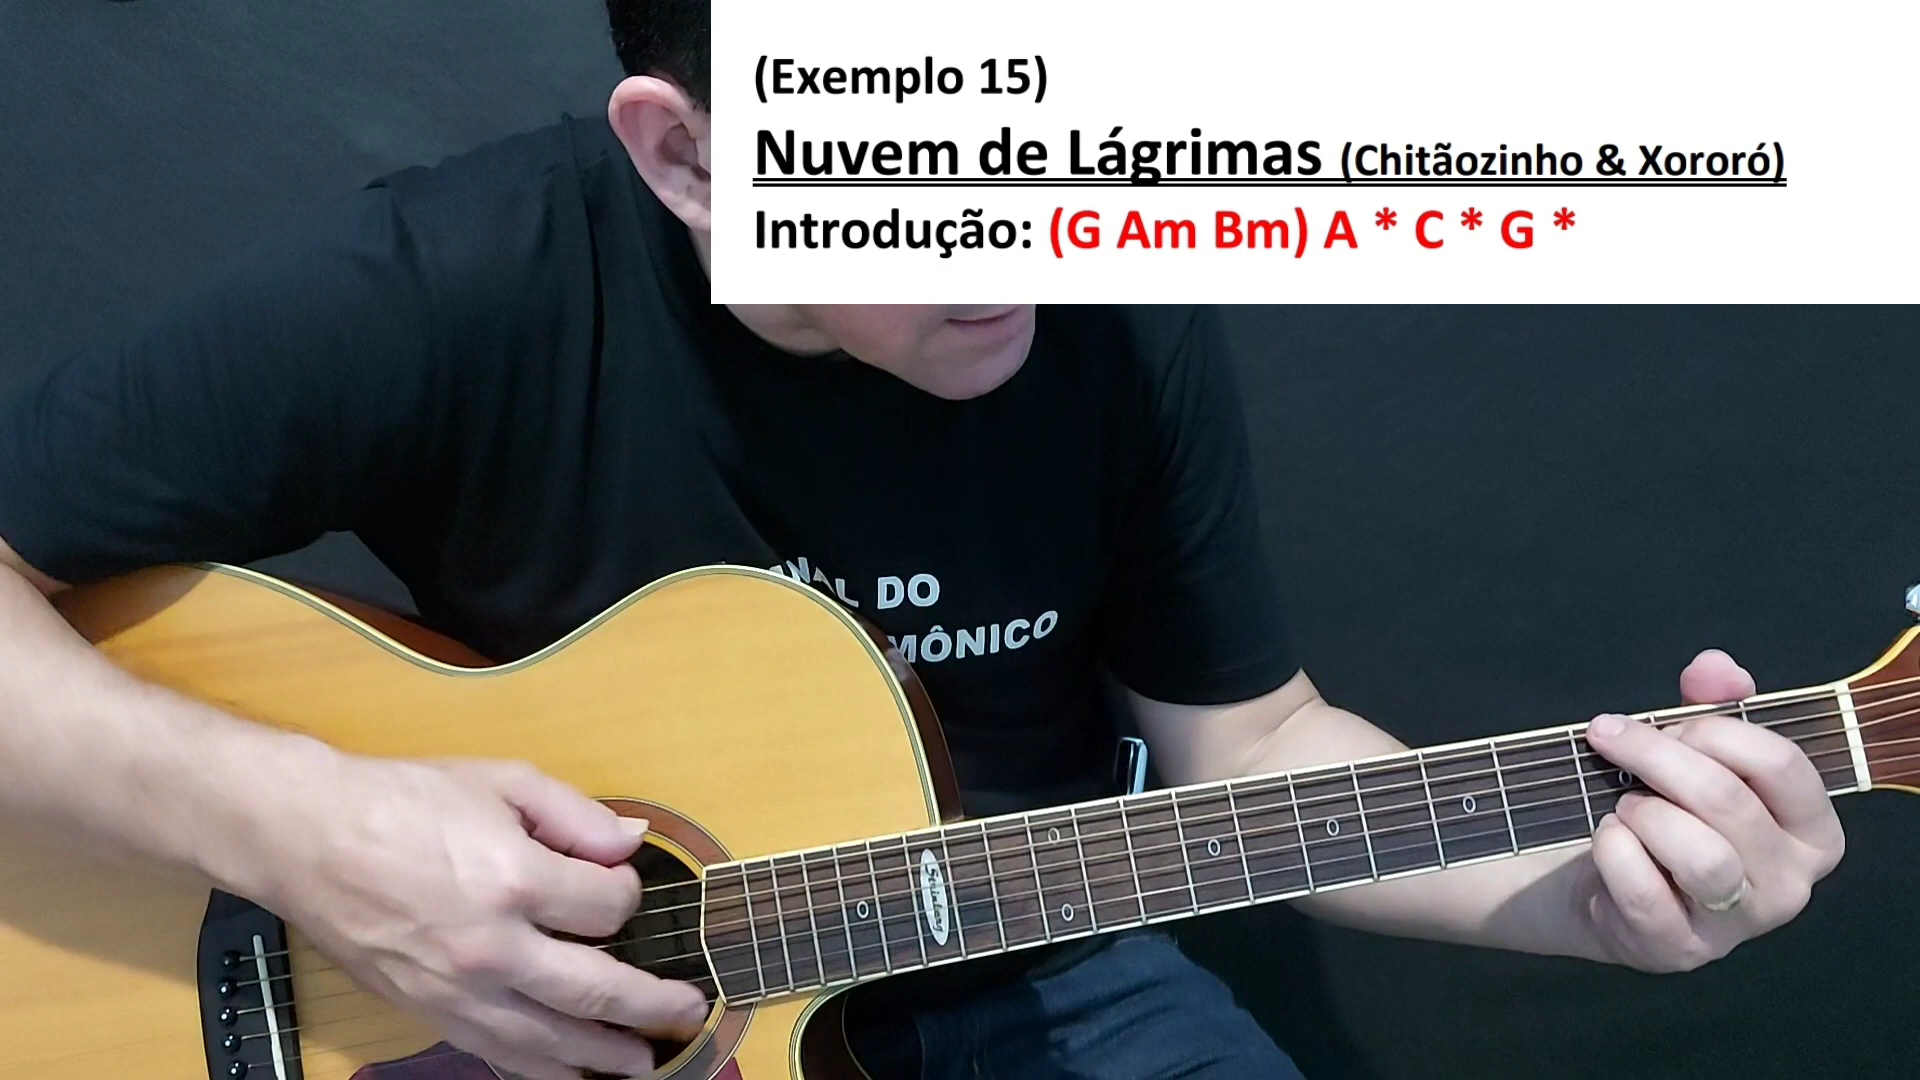 (Exemplo 15)
Nuvem de Lágrimas (Chitãozinho & Xororó)
Introdução: (G Am Bm) A * C * G *
DO
MÔNICO